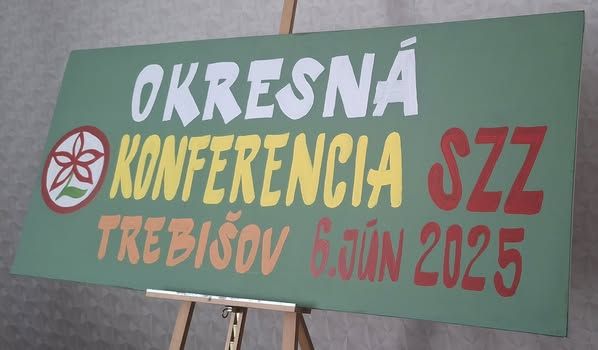 OKRESNÁ
KONFERENCIA SZZ
TREBIŠOV 6.JÚN 2025